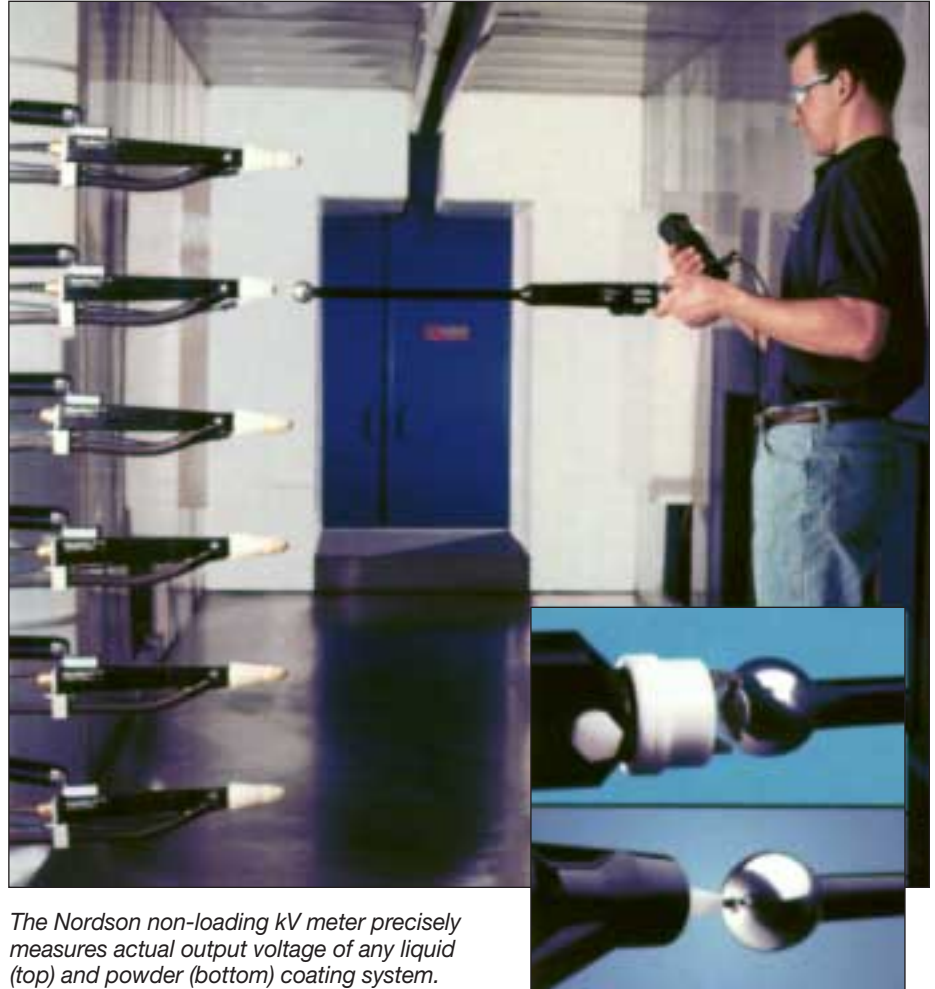 The Nordson non-loading kV meter precisely
measures actual output voltage of any liquid
(top) and powder (bottom) coating system.